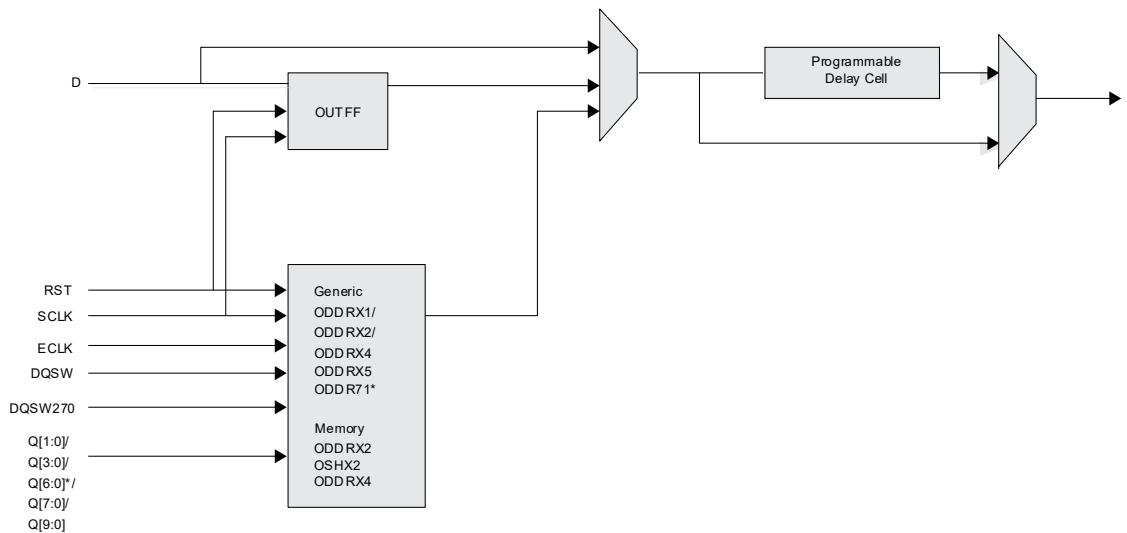 D
OUTFF
Programmable
Delay Cell
RST
SCLK
ECLK
DQSW
DQSW270
Q[1:0]/
Q[3:0]/
Q[6:0]*/
Q[7:0]/
Q[9:0]
Generic
ODDRX1/
ODDRX2/
ODDRX4
ODDRX5
ODDR71*
Memory
ODDRX2
OSHX2
ODDRX4